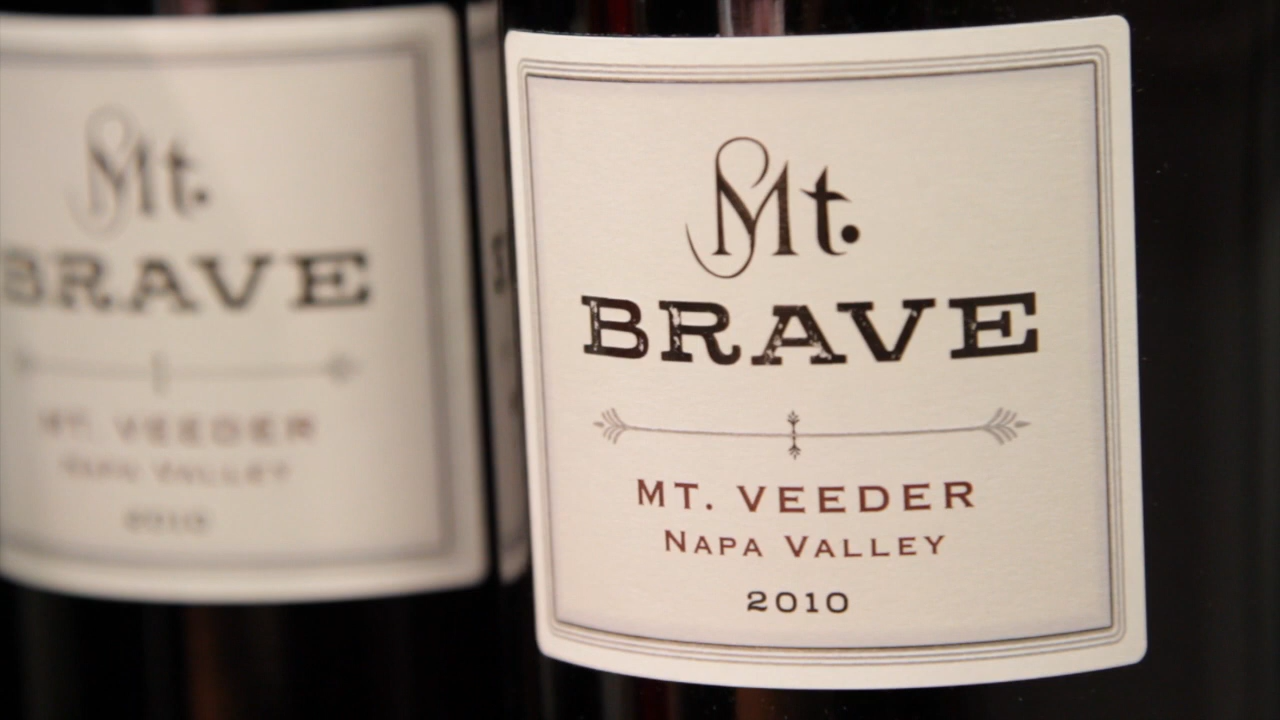 Mt.
BRAVE
MT. VEEDER
NAPA VALLEY
2010
Mt.
BRAVE
MT. VEEDER
NAPA VALLEY
2010